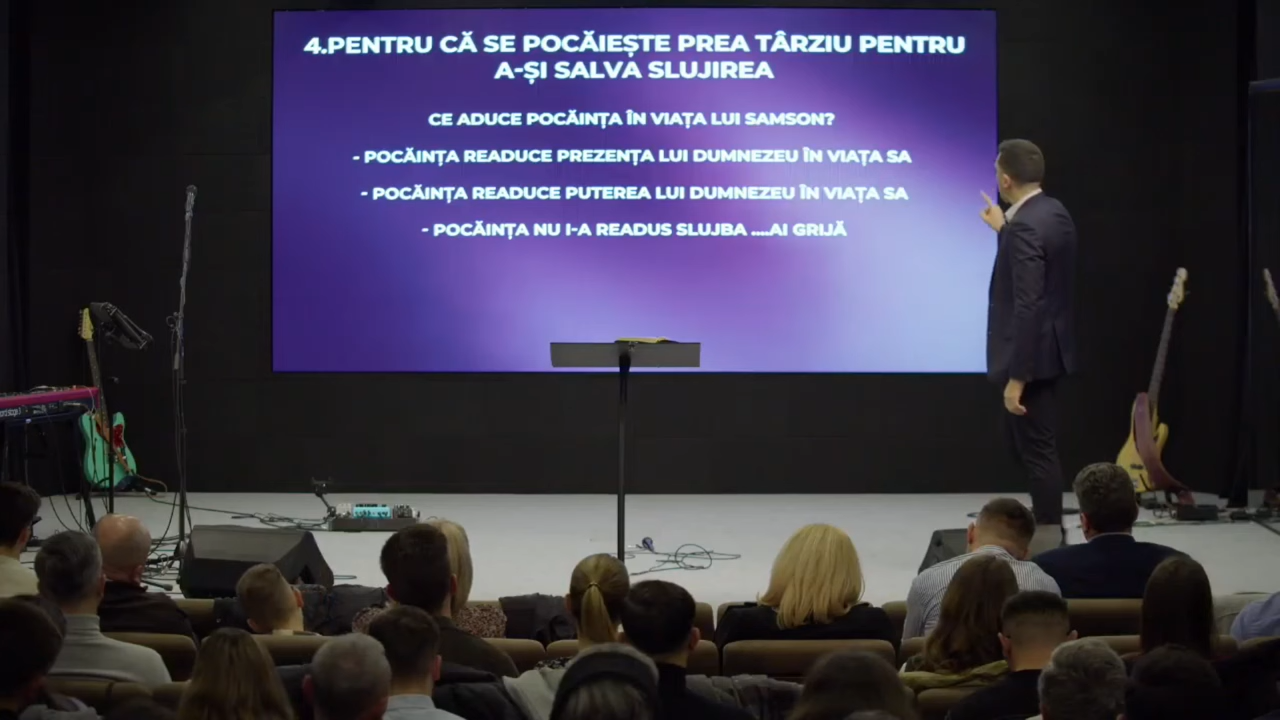 4.PENTRU CĂ SE POCĂIEȘTE PREA TÂRZIU PENTRU
A-ȘI SALVA SLUJIREA
CE ADUCE POCĂINȚA ÎN VIAȚA LUI SAMSON?
- POCĂINȚA READUCE PREZENȚA LUI DUMNEZEU ÎN VIAȚA SA
- POCĂINȚA READUCE PUTEREA LUI DUMNEZEU ÎN VIAȚA SA
- POCĂINȚA NU I-A READUS SLUJBA ....AI GRIJĂ